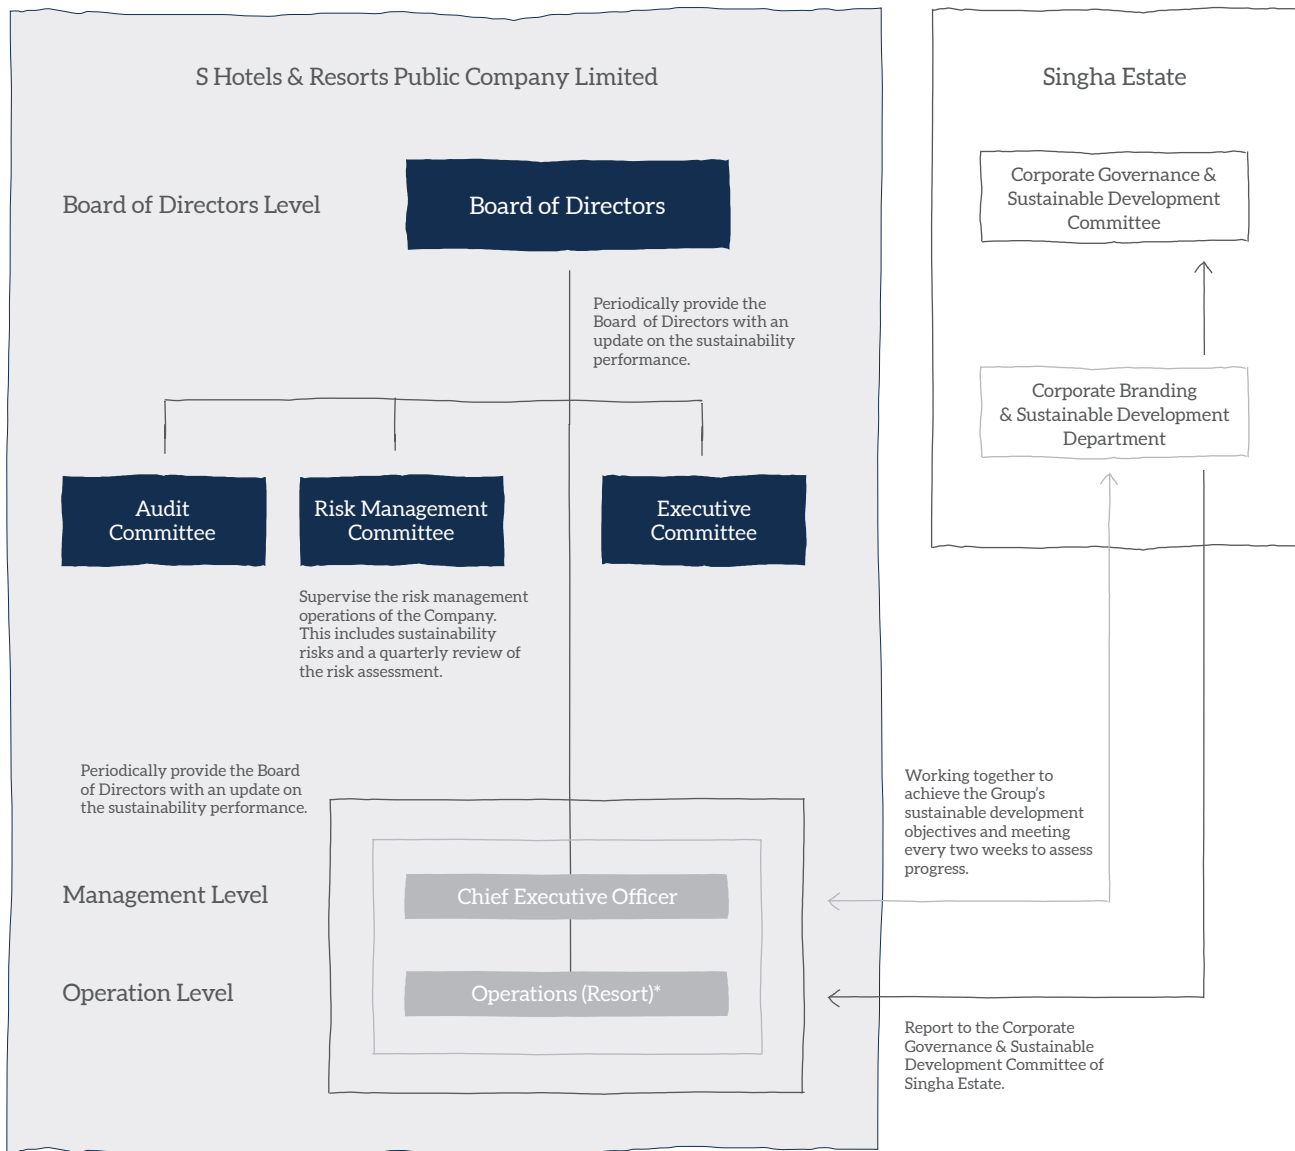 S Hotels & Resorts Public Company Limited
Board of Directors Level
Board of Directors
Periodically provide the
Board of Directors with an
update on the sustainability
performance.
Audit
Committee
Risk Management
Committee
Executive
Committee
Supervise the risk management
operations of the Company.
This includes sustainability
risks and a quarterly review of
the risk assessment.
Periodically provide the Board
of Directors with an update on
the sustainability performance.
Management Level
Chief Executive Officer
Operation Level
Operations (Resort)*
Singha Estate
Corporate Governance &
Sustainable Development
Committee
Corporate Branding
& Sustainable Development
Department
Working together to
achieve the Group's
sustainable development
objectives and meeting
every two weeks to assess
progress.
Report to the Corporate
Governance & Sustainable
Development Committee of
Singha Estate.